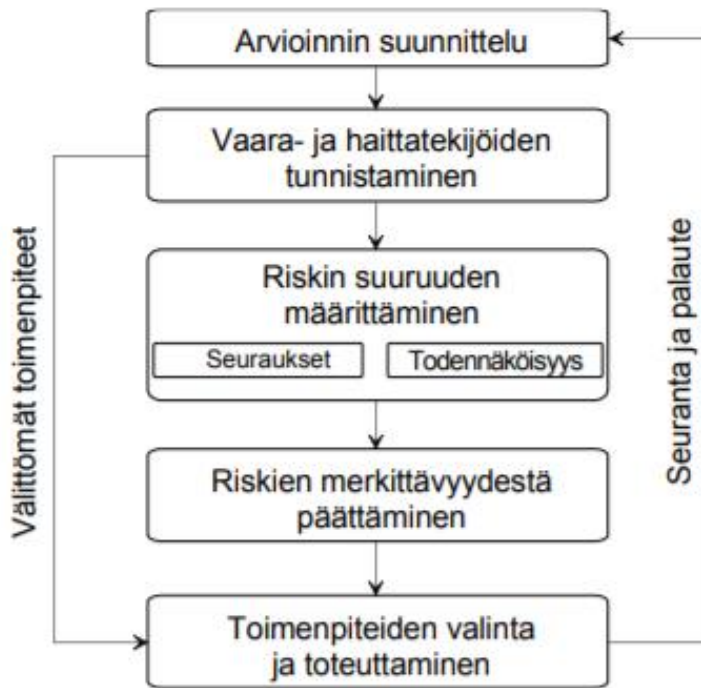 Arvioinnin suunnittelu
Vaara- ja haittatekijöiden
tunnistaminen
Riskin suuruuden
määrittäminen
Seuraukset
Todennäköisyys
Riskien merkittävyydestä
päättäminen
Toimenpiteiden valinta
ja toteuttaminen
Välittömät toimenpiteet
Seuranta ja palaute